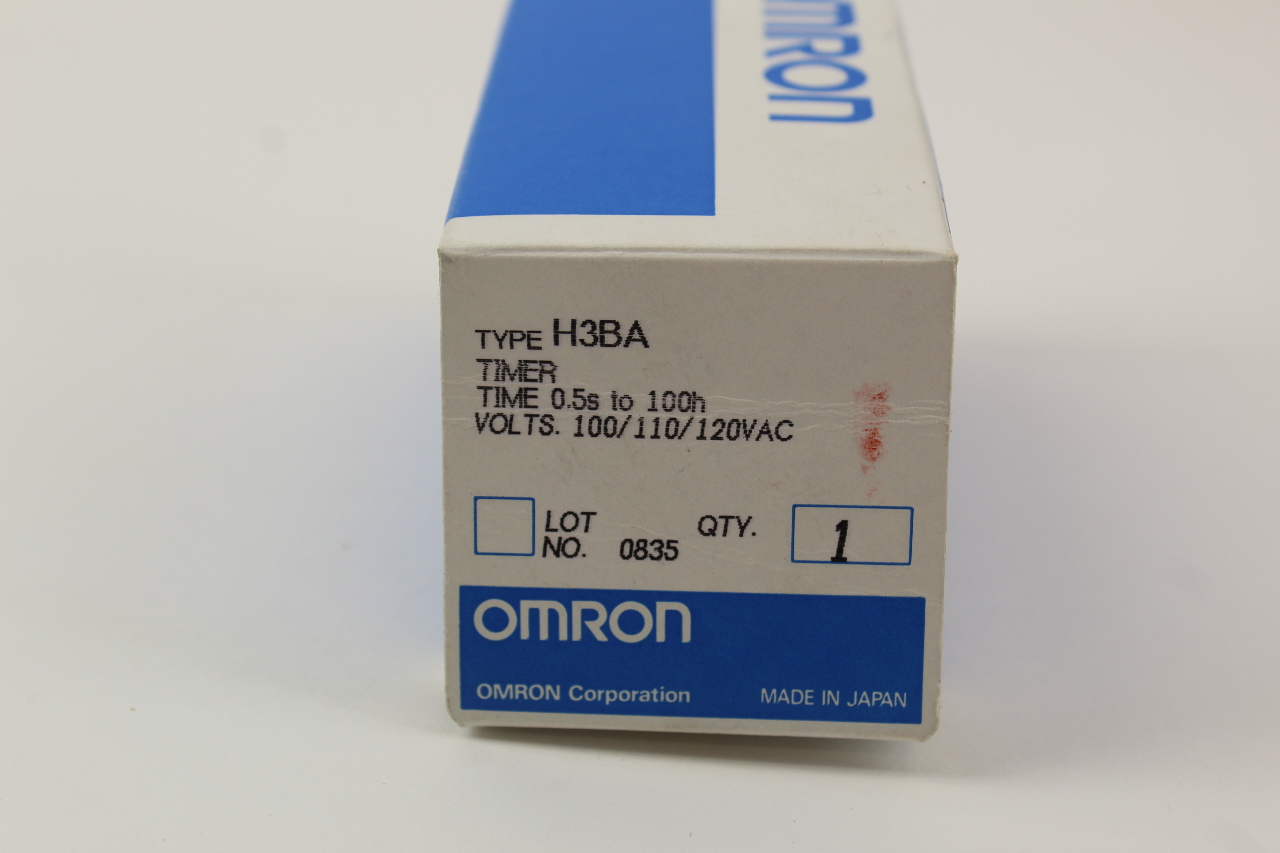 OMRON
TYPE H3BA
TIMER
TIME 0.5s to 100h
VOLTS. 100/110/120VAC
LOT NO. 0835
QTY. 1
OMRON
OMRON Corporation
MADE IN JAPAN